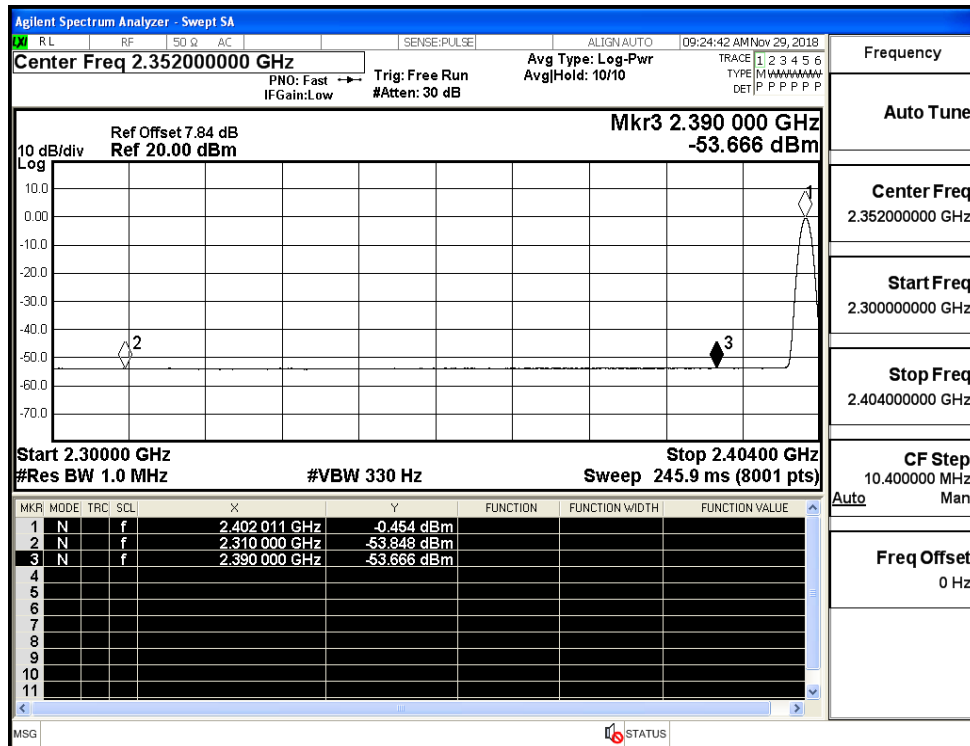 Agilent Spectrum Analyzer - Swept SA
LXI RL RF 50 Ω AC SENSE:PULSE ALIGN AUTO 09:24:42 AM Nov 29, 2018
Center Freq 2.352000000 GHz
PNO: Fast
IFGain:Low
Trig: Free Run
#Atten: 30 dB
Avg Type: Log-Pwr
Avg|Hold: 10/10
TRACE 1 2 3 4 5 6
TYPE M W W W W W
DET P P P P P P
Mkr3 2.390 000 GHz
-53.666 dBm
Ref Offset 7.84 dB
10 dB/div Ref 20.00 dBm
Log
10.0
0.00
-10.0
-20.0
-30.0
-40.0
-50.0
-60.0
-70.0
1
2
3
Start 2.30000 GHz Stop 2.40400 GHz
#Res BW 1.0 MHz #VBW 330 Hz Sweep 245.9 ms (8001 pts)
MKR MODE TRC SCL X Y FUNCTION FUNCTION WIDTH FUNCTION VALUE
1 N f 2.402 011 GHz -0.454 dBm
2 N f 2.310 000 GHz -53.848 dBm
3 N f 2.390 000 GHz -53.666 dBm
4
5
6
7
8
9
10
11
MSG STATUS
Frequency
Auto Tune
Center Freq
2.352000000 GHz
Start Freq
2.300000000 GHz
Stop Freq
2.404000000 GHz
CF Step
10.400000 MHz
Auto Man
Freq Offset
0 Hz